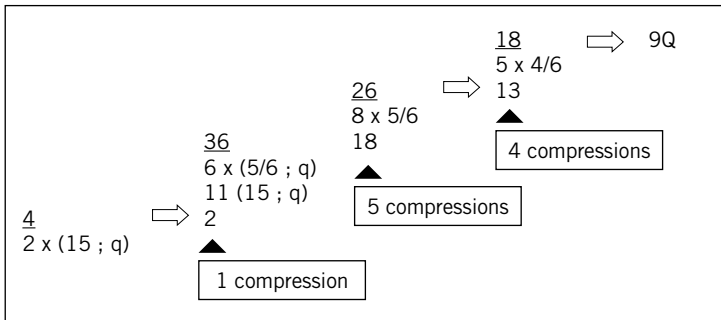 4
2 x (15 ; q)
36
6 x (5/6 ; q)
11 (15 ; q)
2
1 compression
26
8 x 5/6
18
5 compressions
18
5 x 4/6
13
4 compressions
9Q